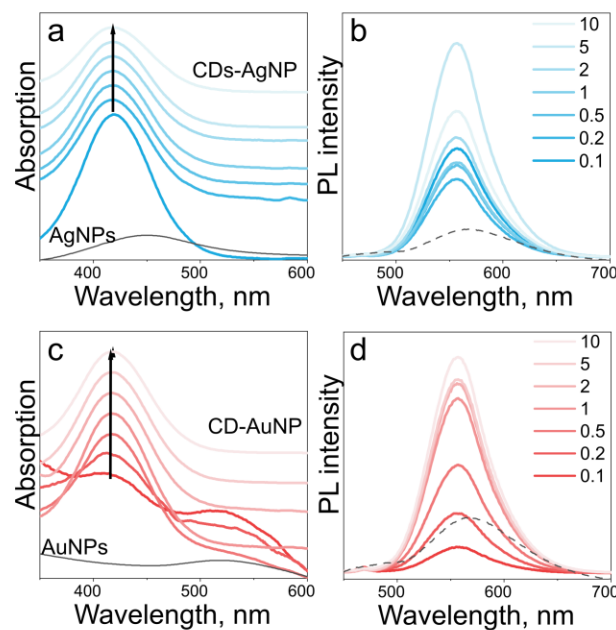 a
CDs-AgNP
AgNPs
Absorption
400
500
600
Wavelength, nm
b
10
5
2
1
0.5
0.2
0.1
PL intensity
500
600
700
Wavelength, nm
c
CD-AuNP
AuNPs
Absorption
400
500
600
Wavelength, nm
d
10
5
2
1
0.5
0.2
0.1
PL intensity
500
600
700
Wavelength, nm